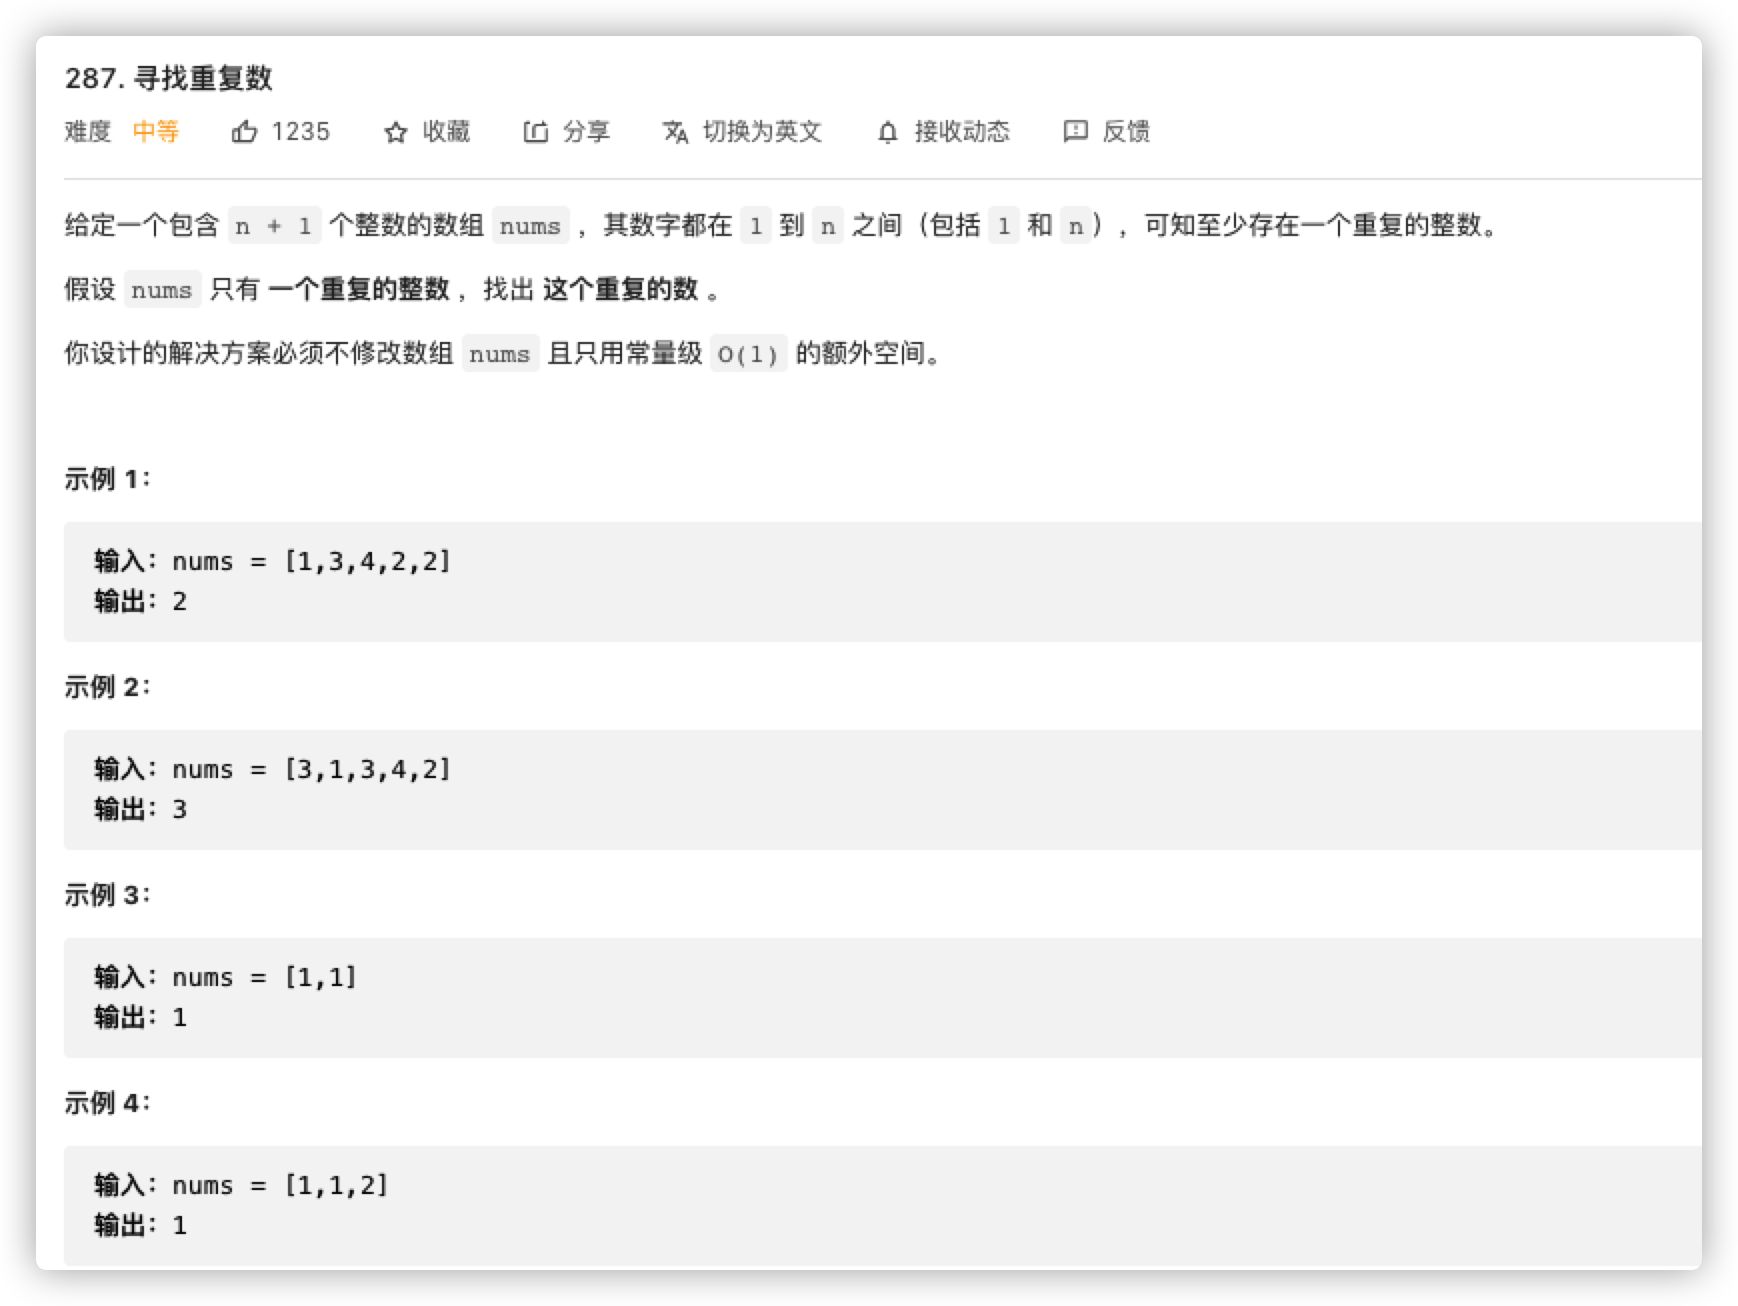 287. 寻找重复数
难度 中等 1235 收藏 分享 切换为英文 接收动态 反馈
给定一个包含 n + 1 个整数的数组 nums ，其数字都在 1 到 n 之间（包括 1 和 n），可知至少存在一个重复的整数。
假设 nums 只有 一个重复的整数 ，找出 这个重复的数 。
你设计的解决方案必须不修改数组 nums 且只用常量级 O(1) 的额外空间。
示例 1：
输入：nums = [1,3,4,2,2]
输出：2
示例 2：
输入：nums = [3,1,3,4,2]
输出：3
示例 3：
输入：nums = [1,1]
输出：1
示例 4：
输入：nums = [1,1,2]
输出：1